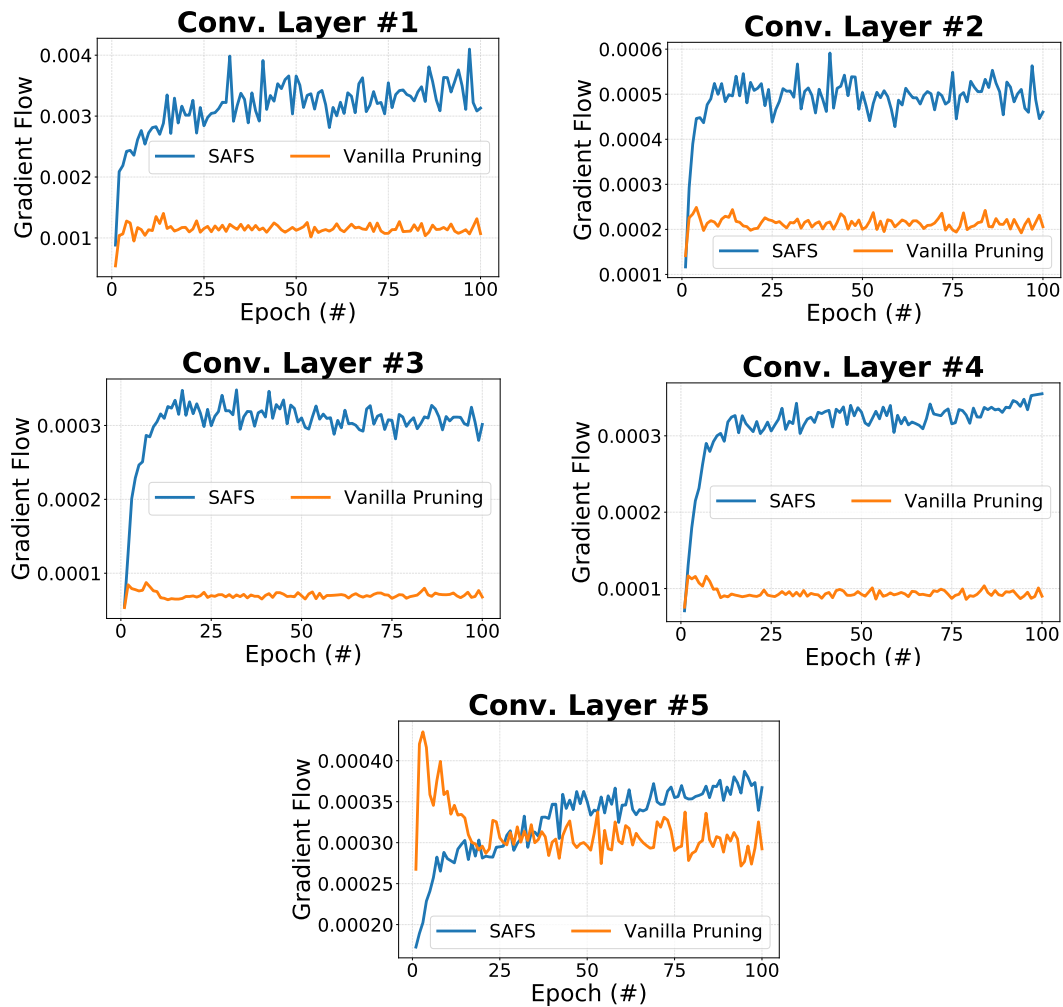 Conv. Layer #1
Gradient Flow
0.004
0.003
0.002
0.001
SAFS
Vanilla Pruning
0
25
50
75
100
Epoch (#)
Conv. Layer #2
Gradient Flow
0.0006
0.0005
0.0004
0.0003
0.0002
0.0001
SAFS
Vanilla Pruning
0
25
50
75
100
Epoch (#)
Conv. Layer #3
Gradient Flow
0.0003
0.0002
0.0001
SAFS
Vanilla Pruning
0
25
50
75
100
Epoch (#)
Conv. Layer #4
Gradient Flow
0.0003
0.0002
0.0001
SAFS
Vanilla Pruning
0
25
50
75
100
Epoch (#)
Conv. Layer #5
Gradient Flow
0.00040
0.00035
0.00030
0.00025
0.00020
SAFS
Vanilla Pruning
0
25
50
75
100
Epoch (#)